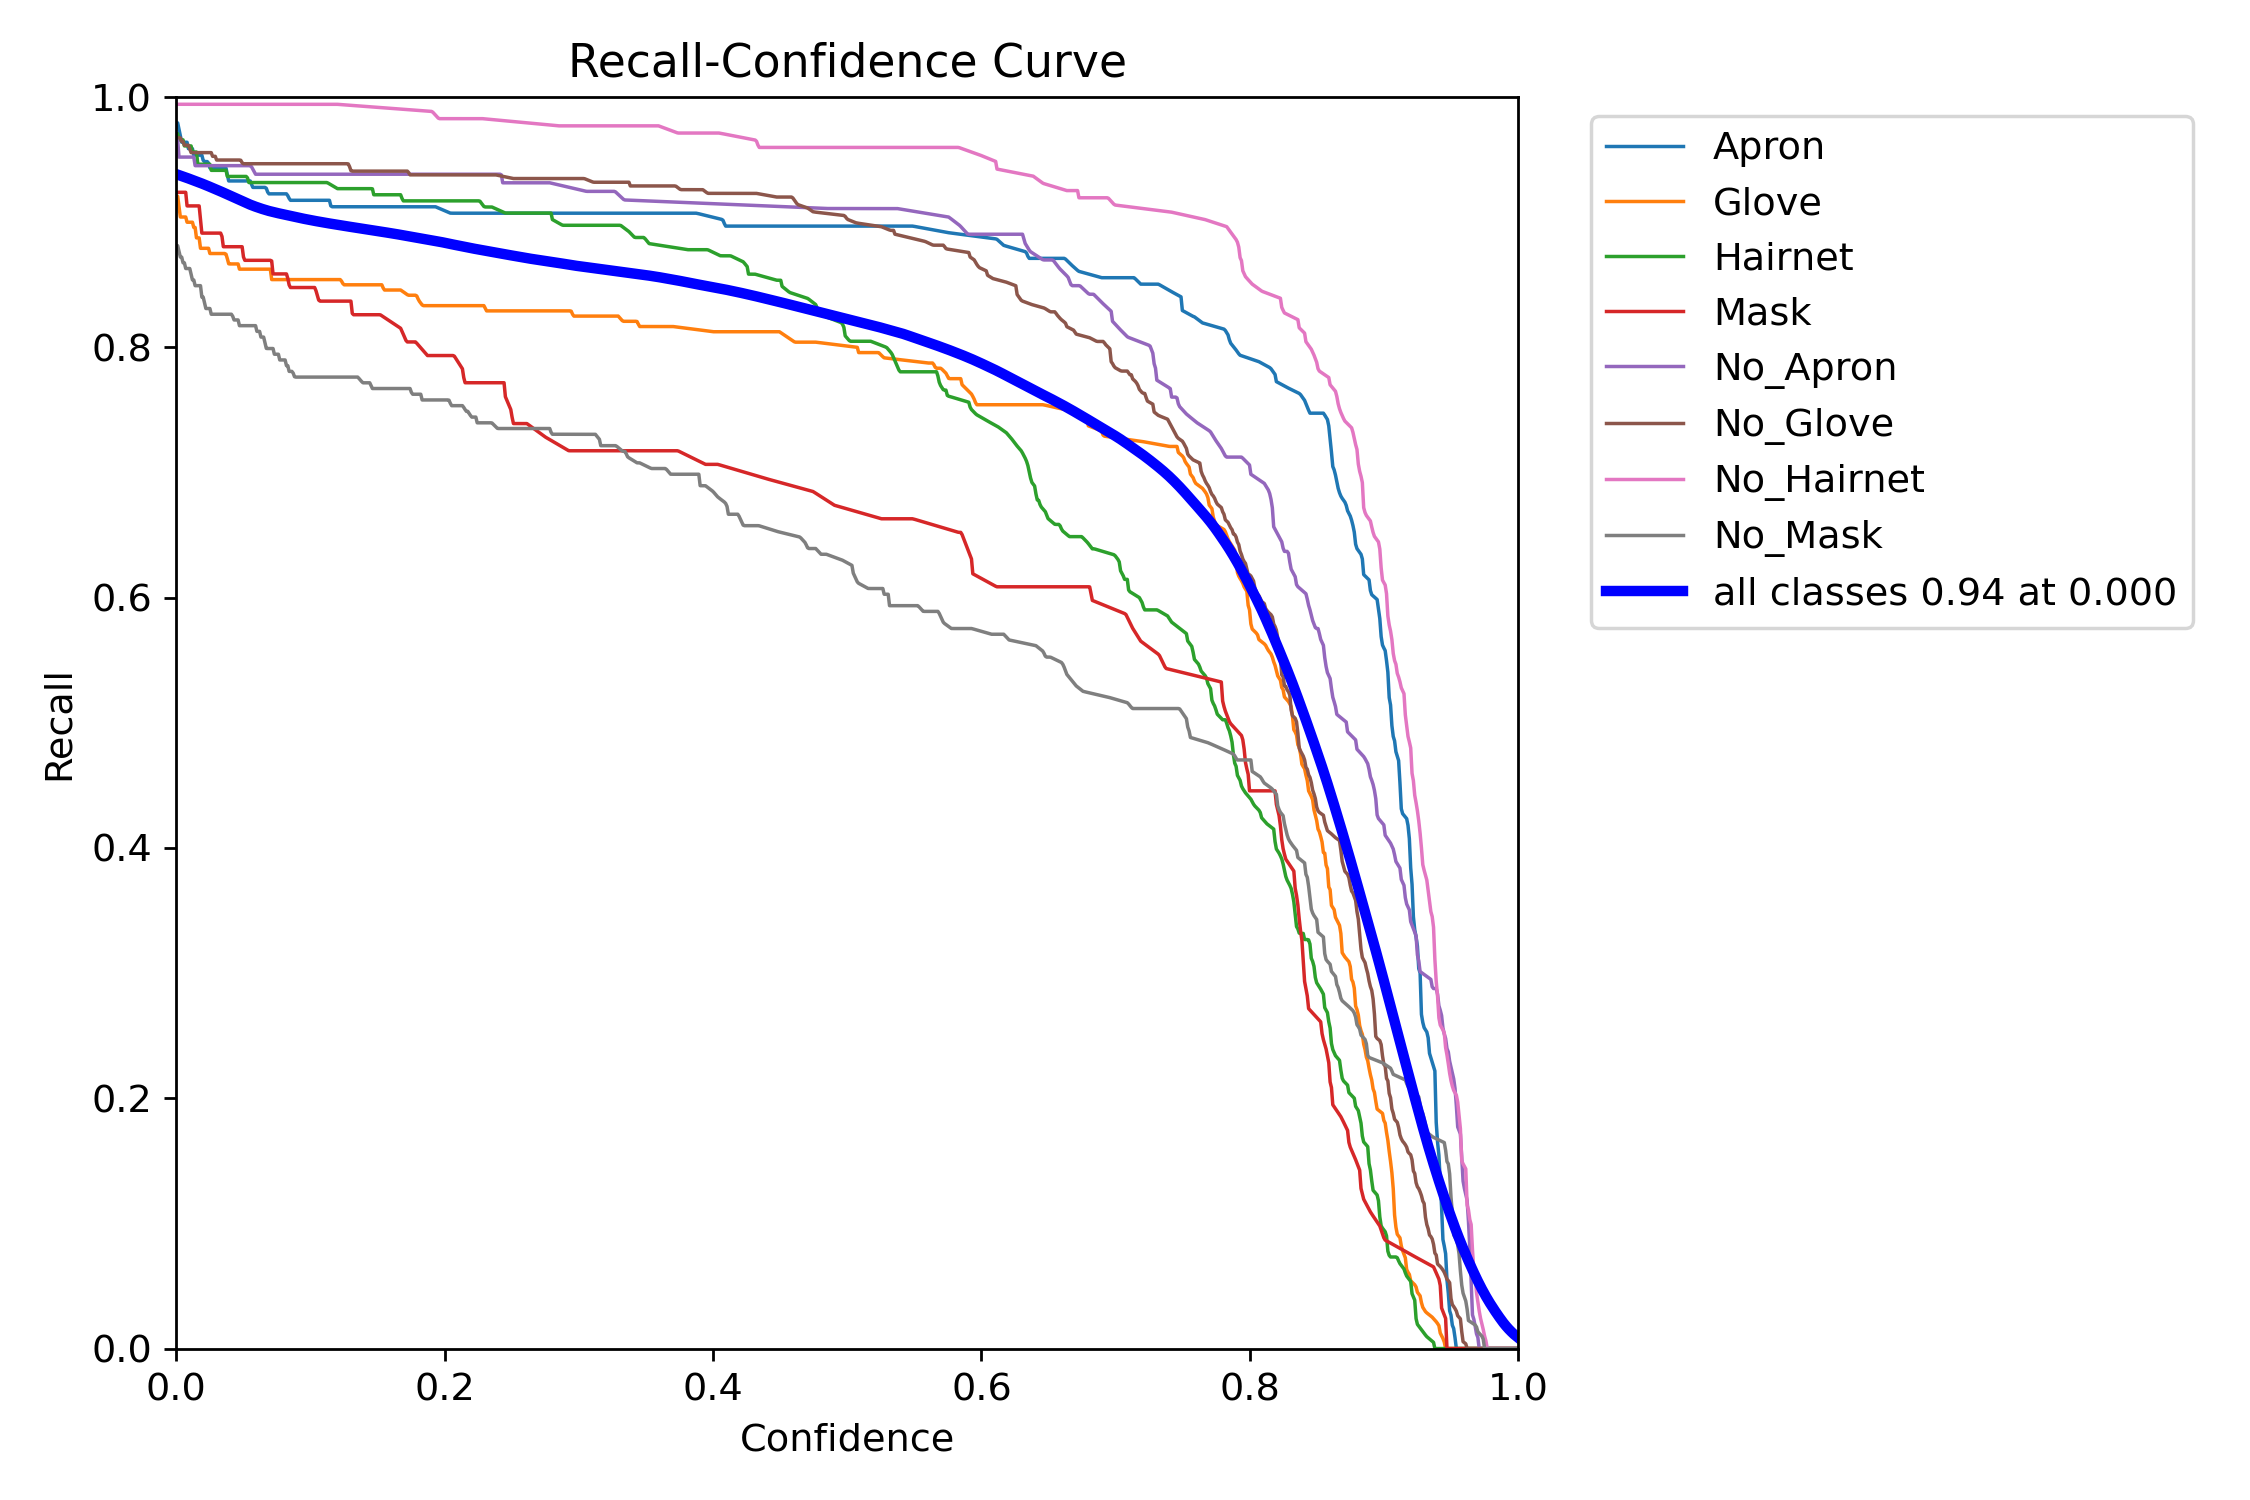 Recall-Confidence Curve
1.0
0.8
0.6
0.4
0.2
0.0
Recall
0.0 0.2 0.4 0.6 0.8 1.0
Confidence
Apron
Glove
Hairnet
Mask
No_Apron
No_Glove
No_Hairnet
No_Mask
all classes 0.94 at 0.000